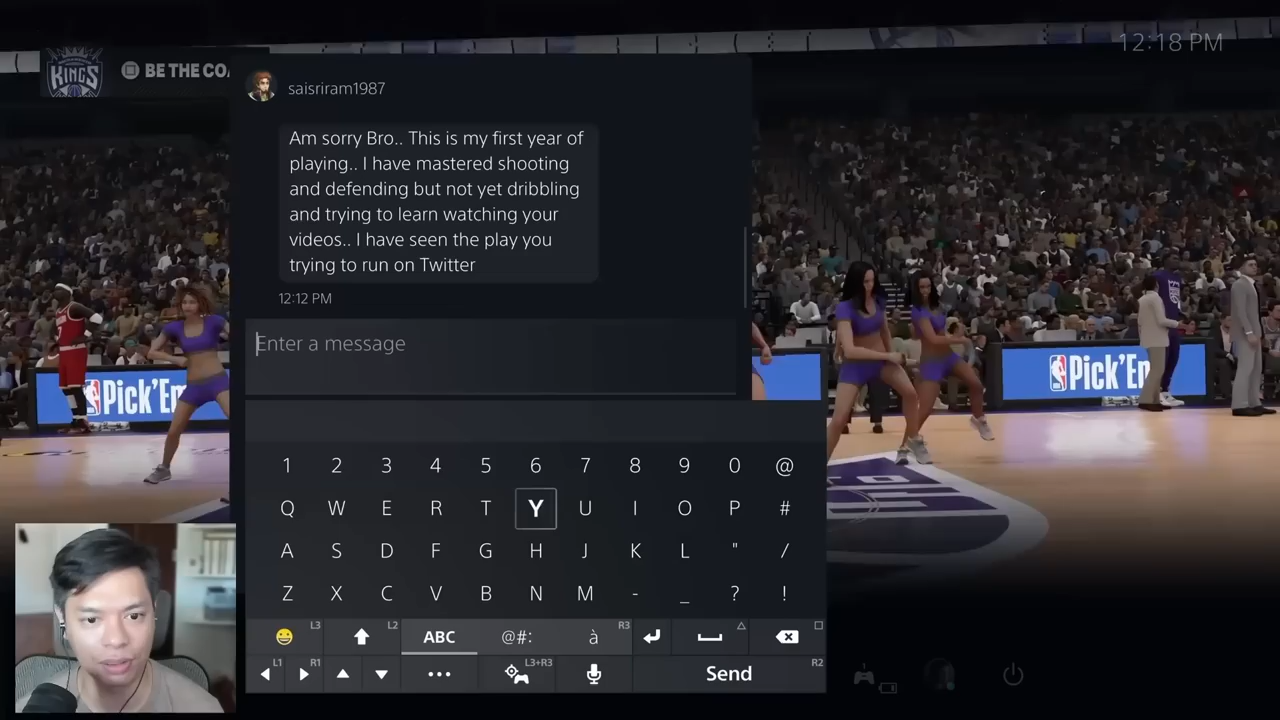 12:18 PM
KINGS
BE THE COA
saisriram1987
Am sorry Bro.. This is my first year of
playing.. I have mastered shooting
and defending but not yet dribbling
and trying to learn watching your
videos.. I have seen the play you
trying to run on Twitter
12:12 PM
Enter a message
NBA Pick'Em
NBA Pick'Em
1 2 3 4 5 6 7 8 9 0 @
Q W E R T Y U I O P #
A S D F G H J K L " /
Z X C V B N M - _ ? !
L3 L2 ABC @#: à R3
L1 R1 ... L3+R3 Send R2